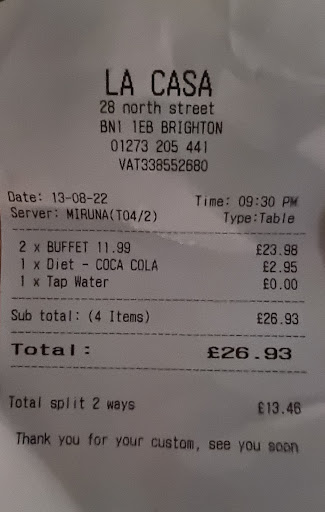 LA CASA
28 north street
BN1 1EB BRIGHTON
01273 205 441
VAT338552680
Date: 13-08-22 Time: 09:30 PM
Server: MIRUNA(T04/2) Type:Table
2 x BUFFET 11.99 £23.98
1 x Diet - COCA COLA £2.95
1 x Tap Water £0.00
Sub total: (4 Items) £26.93
Total: £26.93
Total split 2 ways £13.46
Thank you for your custom, see you soon